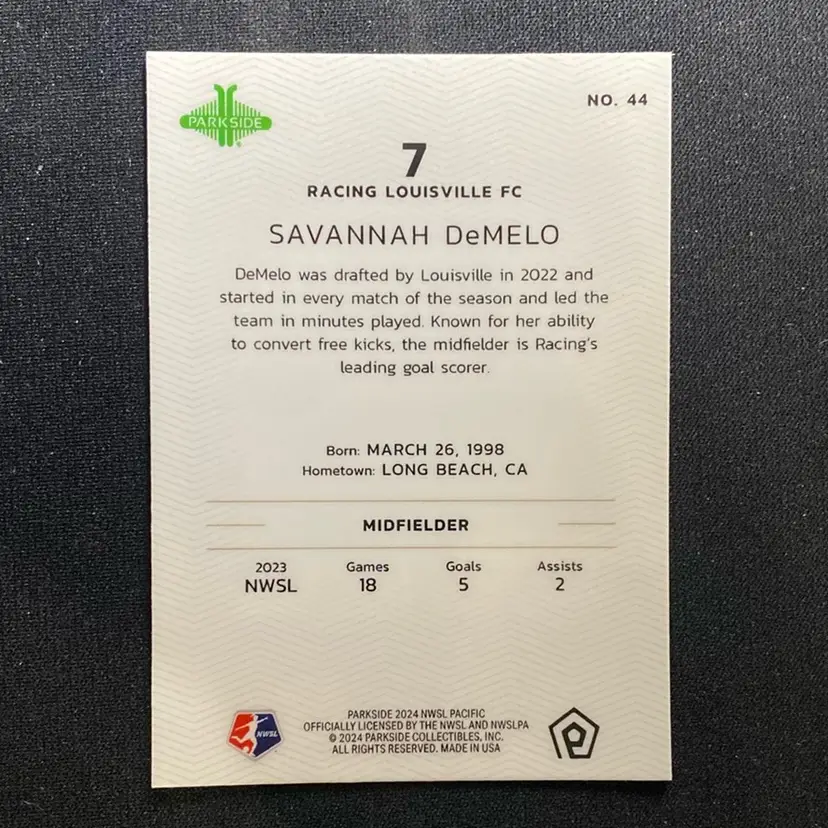 PARKSIDE
NO. 44
7
RACING LOUISVILLE FC
SAVANNAH DeMELO
DeMelo was drafted by Louisville in 2022 and
started in every match of the season and led the
team in minutes played. Known for her ability
to convert free kicks, the midfielder is Racing's
leading goal scorer.
Born: MARCH 26, 1998
Hometown: LONG BEACH, CA
MIDFIELDER
2023 Games Goals Assists
NWSL 18 5 2
NWSL
PARKSIDE 2024 NWSL PACIFIC
OFFICIALLY LICENSED BY THE NWSL AND NWSLPA
© 2024 PARKSIDE COLLECTIBLES, INC.
ALL RIGHTS RESERVED. MADE IN USA